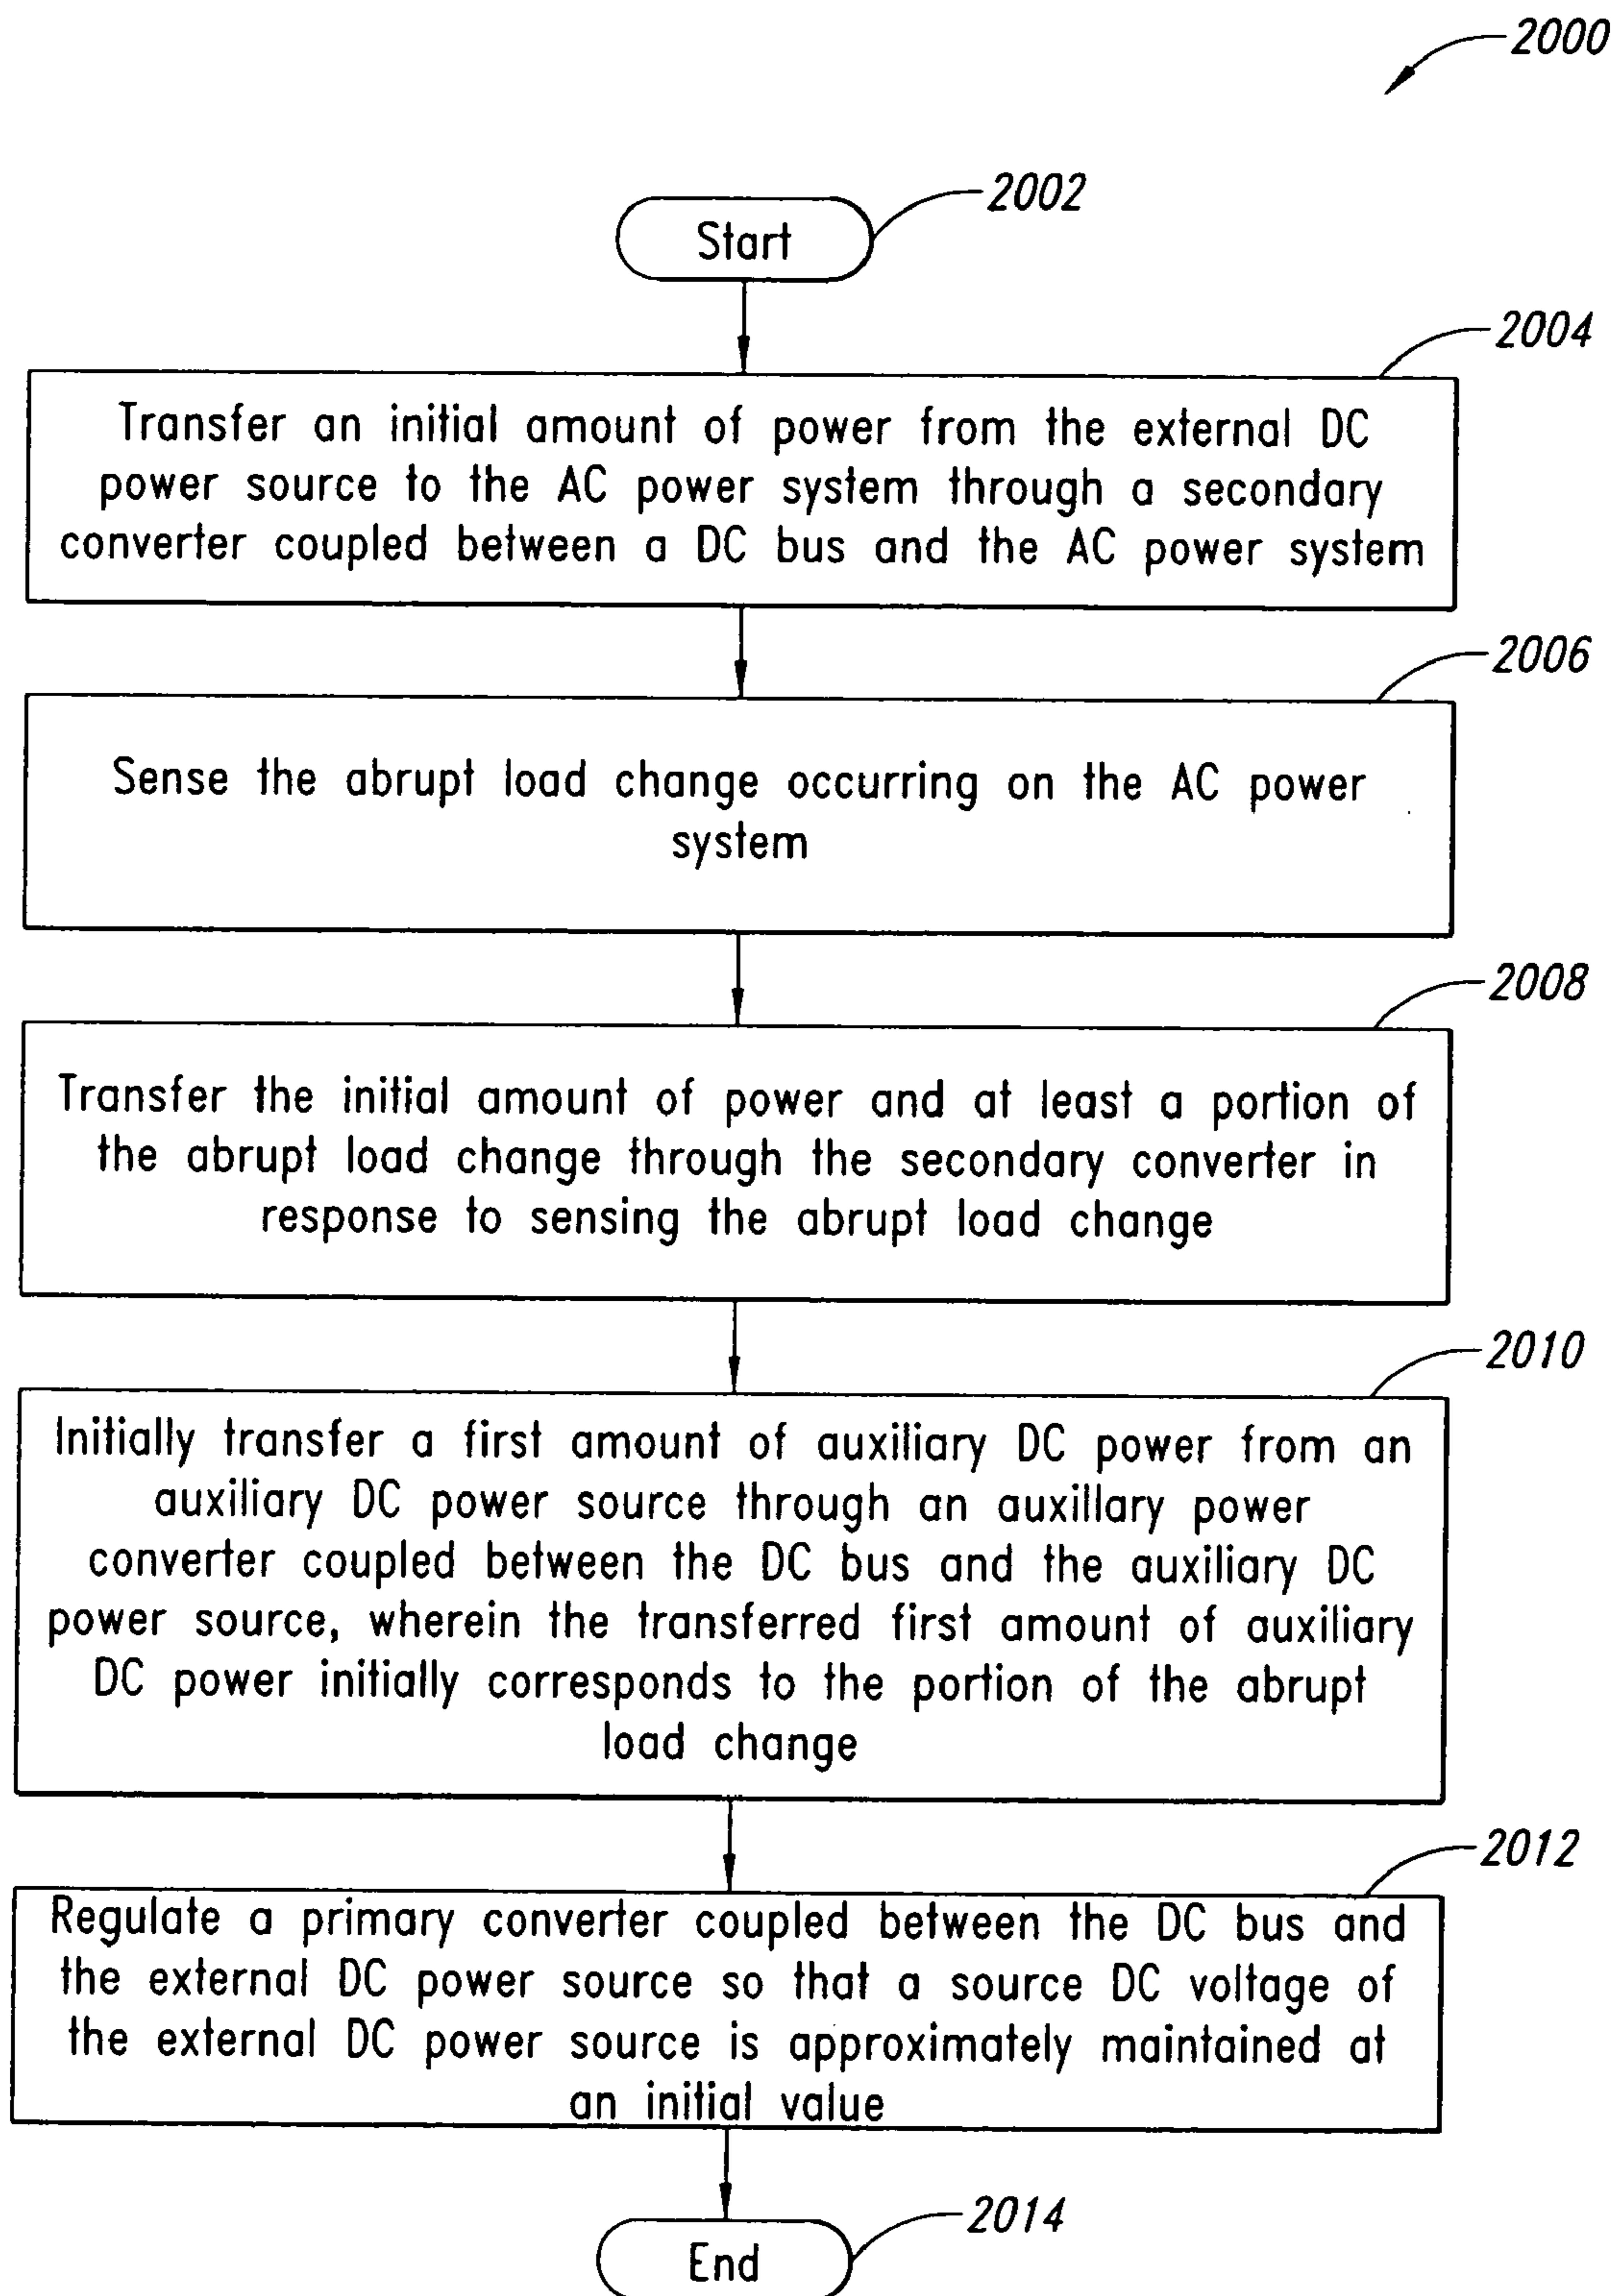 2000
2002
Start
2004
Transfer an initial amount of power from the external DC
power source to the AC power system through a secondary
converter coupled between a DC bus and the AC power system
2006
Sense the abrupt load change occurring on the AC power
system
2008
Transfer the initial amount of power and at least a portion of
the abrupt load change through the secondary converter in
response to sensing the abrupt load change
2010
Initially transfer a first amount of auxiliary DC power from an
auxiliary DC power source through an auxillary power
converter coupled between the DC bus and the auxiliary DC
power source, wherein the transferred first amount of auxiliary
DC power initially corresponds to the portion of the abrupt
load change
2012
Regulate a primary converter coupled between the DC bus and
the external DC power source so that a source DC voltage of
the external DC power source is approximately maintained at
an initial value
2014
End